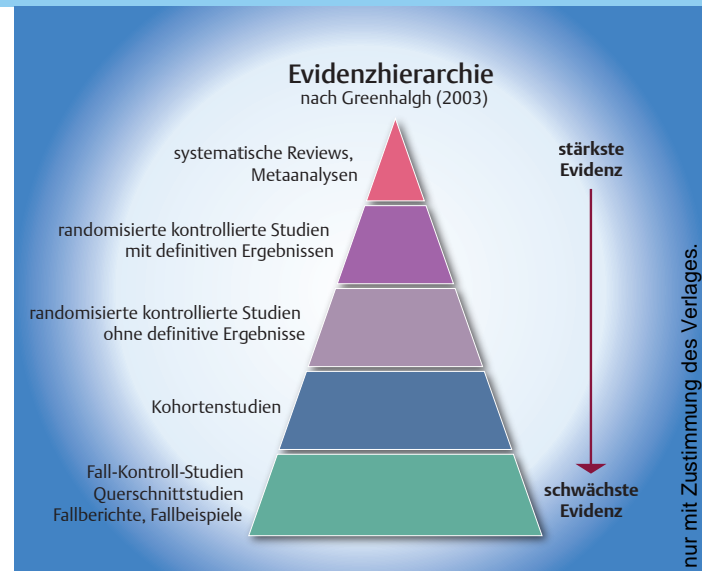 Evidenzhierarchie
nach Greenhalgh (2003)
systematische Reviews,
Metaanalysen
randomisierte kontrollierte Studien
mit definitiven Ergebnissen
randomisierte kontrollierte Studien
ohne definitive Ergebnisse
Kohortenstudien
Fall-Kontroll-Studien
Querschnittstudien
Fallberichte, Fallbeispiele
stärkste
Evidenz
schwächste
Evidenz
nur mit Zustimmung des Verlages.